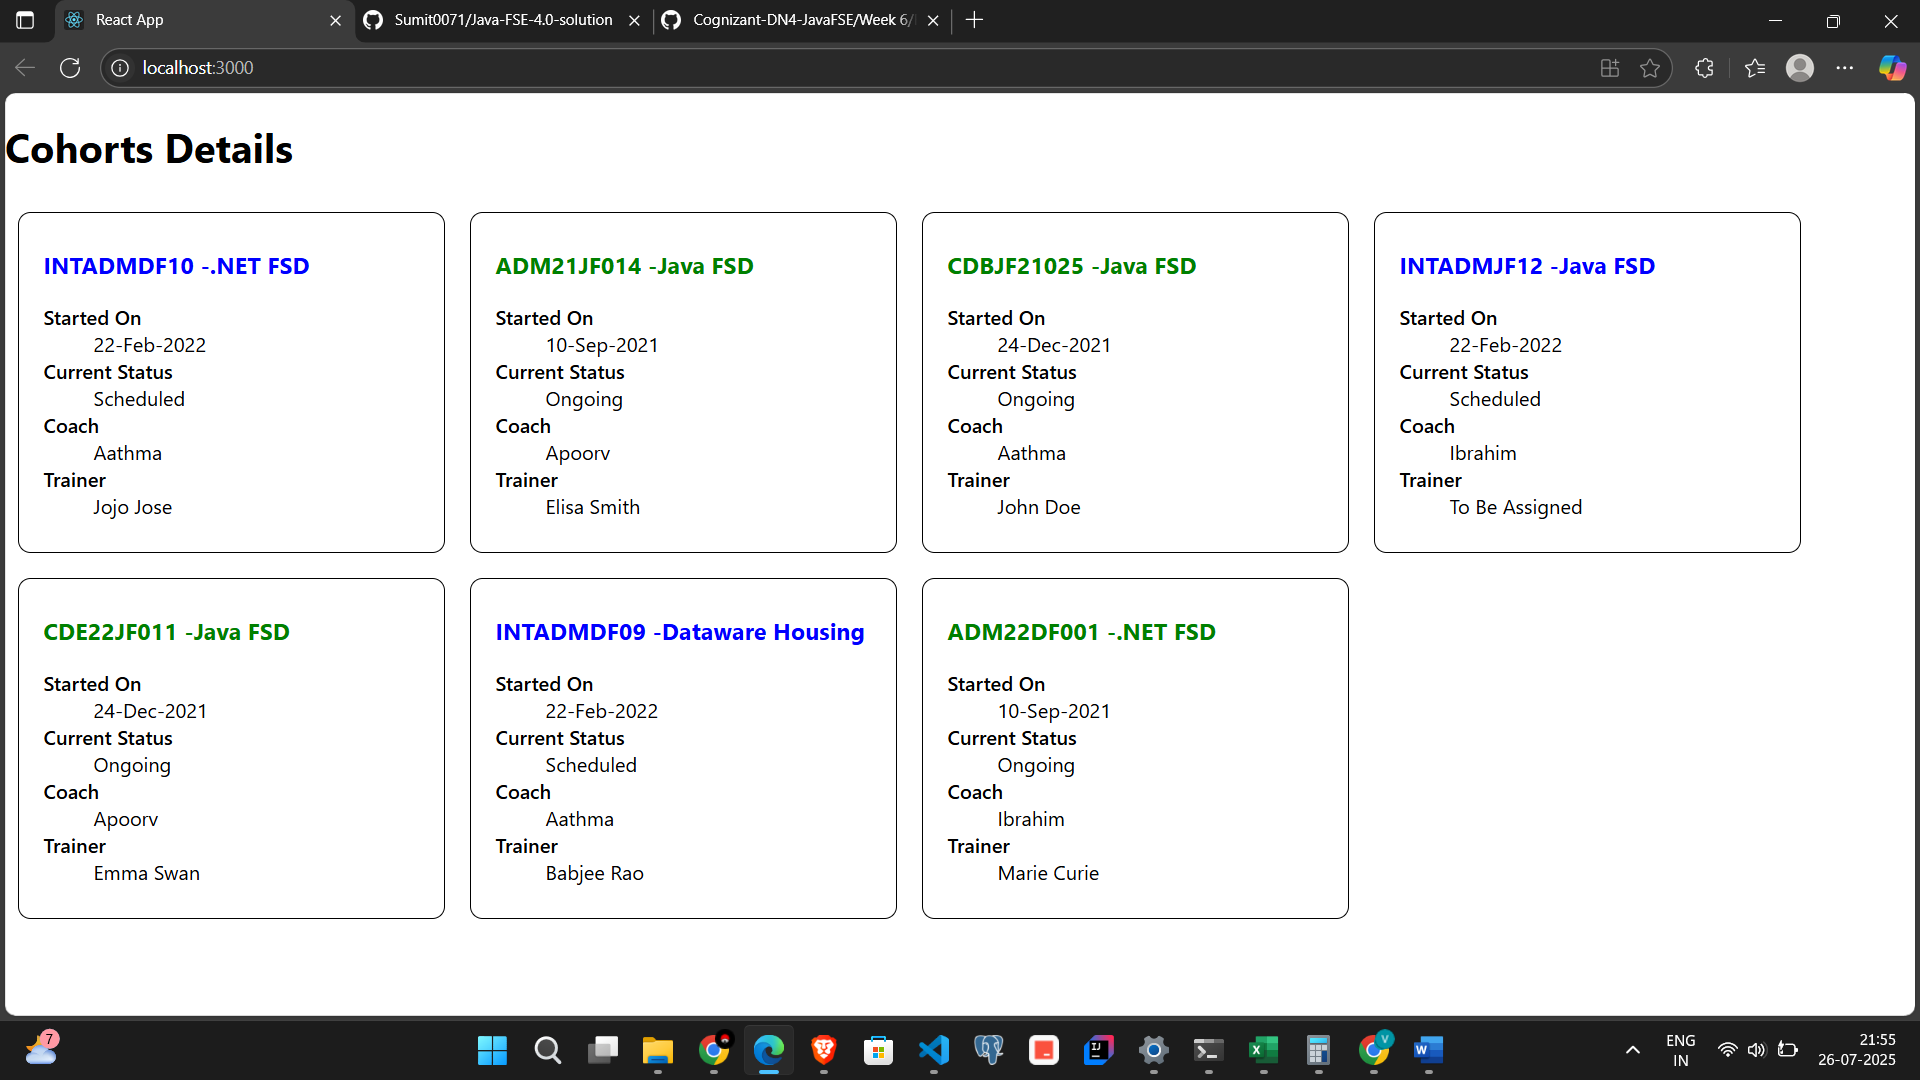 React App
Sumit0071/Java-FSE-4.0-solution
Cognizant-DN4-JavaFSE/Week 6/
localhost:3000
Cohorts Details
INTADMDF10 -.NET FSD
Started On
22-Feb-2022
Current Status
Scheduled
Coach
Aathma
Trainer
Jojo Jose
ADM21JF014 -Java FSD
Started On
10-Sep-2021
Current Status
Ongoing
Coach
Apoorv
Trainer
Elisa Smith
CDBJF21025 -Java FSD
Started On
24-Dec-2021
Current Status
Ongoing
Coach
Aathma
Trainer
John Doe
INTADMJF12 -Java FSD
Started On
22-Feb-2022
Current Status
Scheduled
Coach
Ibrahim
Trainer
To Be Assigned
CDE22JF011 -Java FSD
Started On
24-Dec-2021
Current Status
Ongoing
Coach
Apoorv
Trainer
Emma Swan
INTADMDF09 -Dataware Housing
Started On
22-Feb-2022
Current Status
Scheduled
Coach
Aathma
Trainer
Babjee Rao
ADM22DF001 -.NET FSD
Started On
10-Sep-2021
Current Status
Ongoing
Coach
Ibrahim
Trainer
Marie Curie
7
IJ
X
V
W
ENG
IN
21:55
26-07-2025